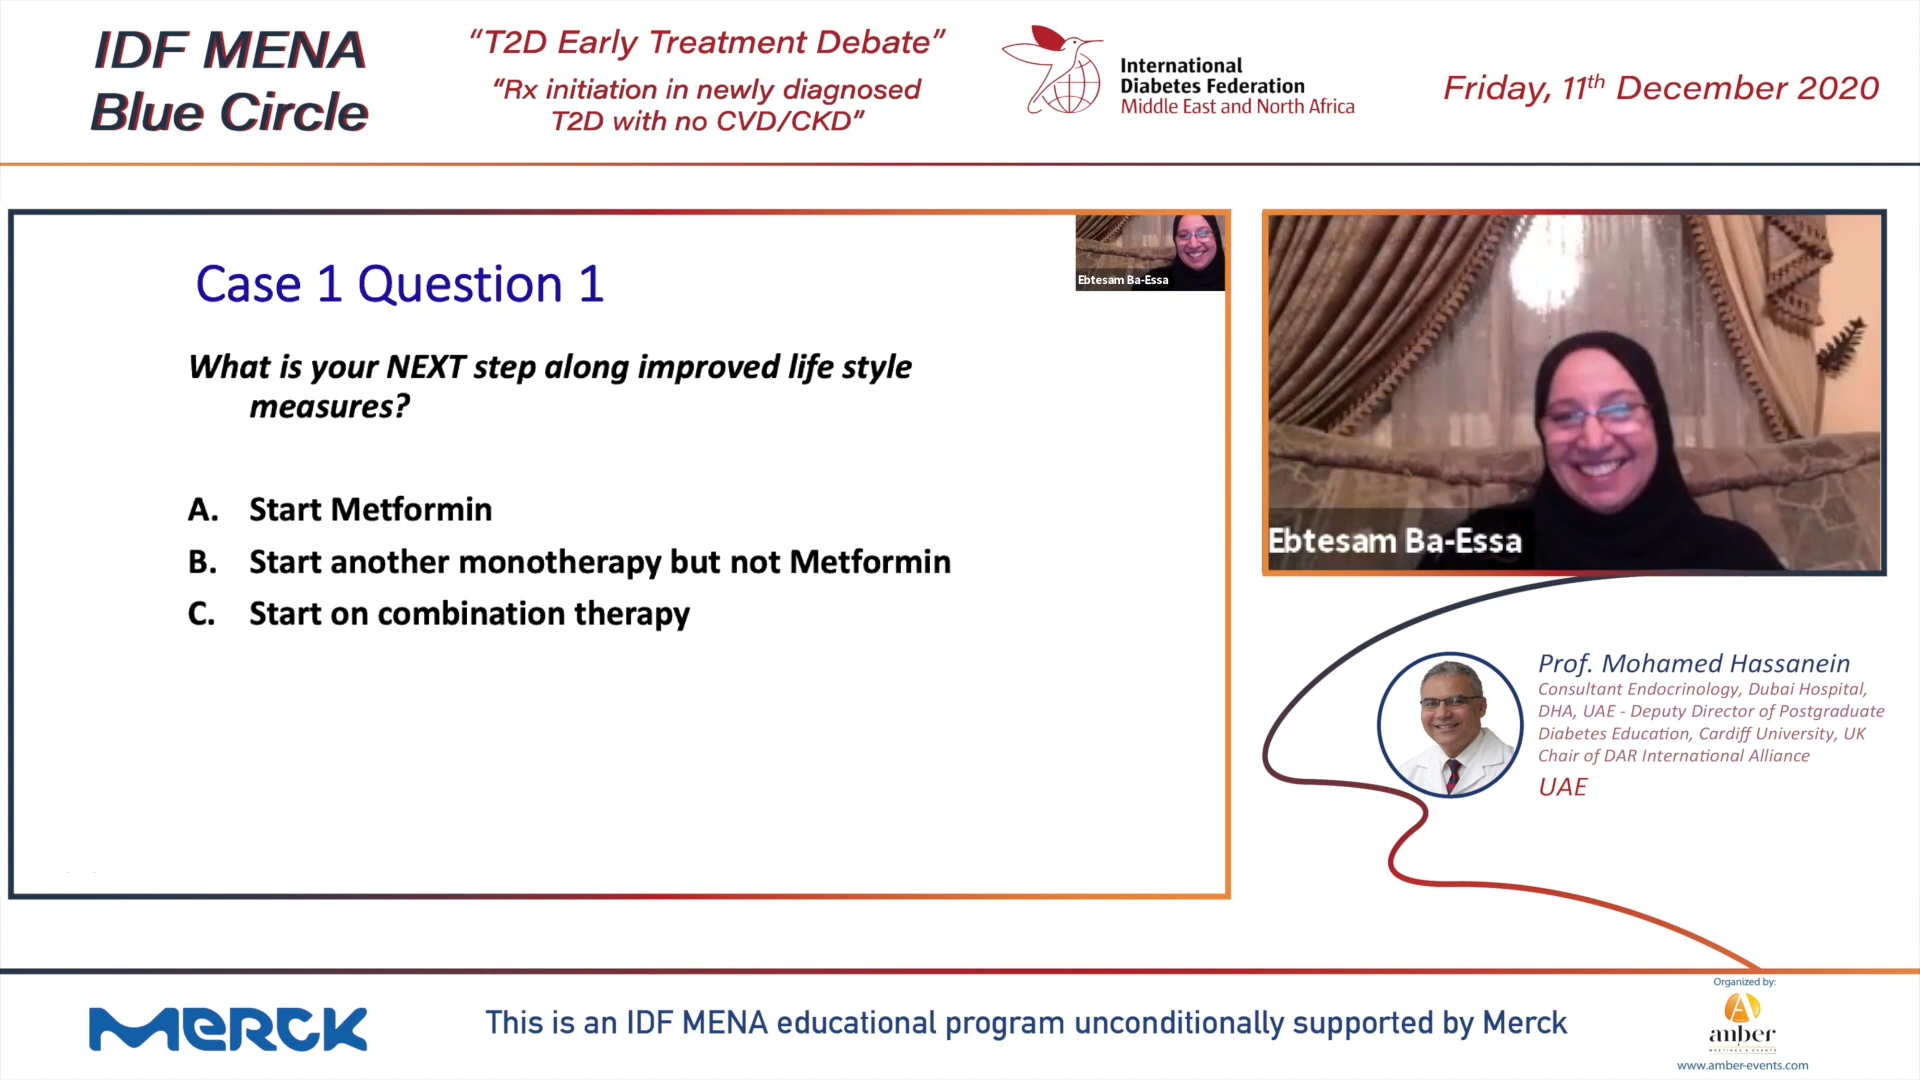 IDF MENA
Blue Circle
“T2D Early Treatment Debate”
“Rx initiation in newly diagnosed
T2D with no CVD/CKD”
International
Diabetes Federation
Middle East and North Africa
Friday, 11th December 2020
Case 1 Question 1
Ebtesam Ba-Essa
What is your NEXT step along improved life style
measures?
A. Start Metformin
B. Start another monotherapy but not Metformin
C. Start on combination therapy
Ebtesam Ba-Essa
Prof. Mohamed Hassanein
Consultant Endocrinology, Dubai Hospital,
DHA, UAE - Deputy Director of Postgraduate
Diabetes Education, Cardiff University, UK
Chair of DAR International Alliance
UAE
MERCK
This is an IDF MENA educational program unconditionally supported by Merck
Organized by:
amber
MEETINGS & EVENTS
www.amber-events.com